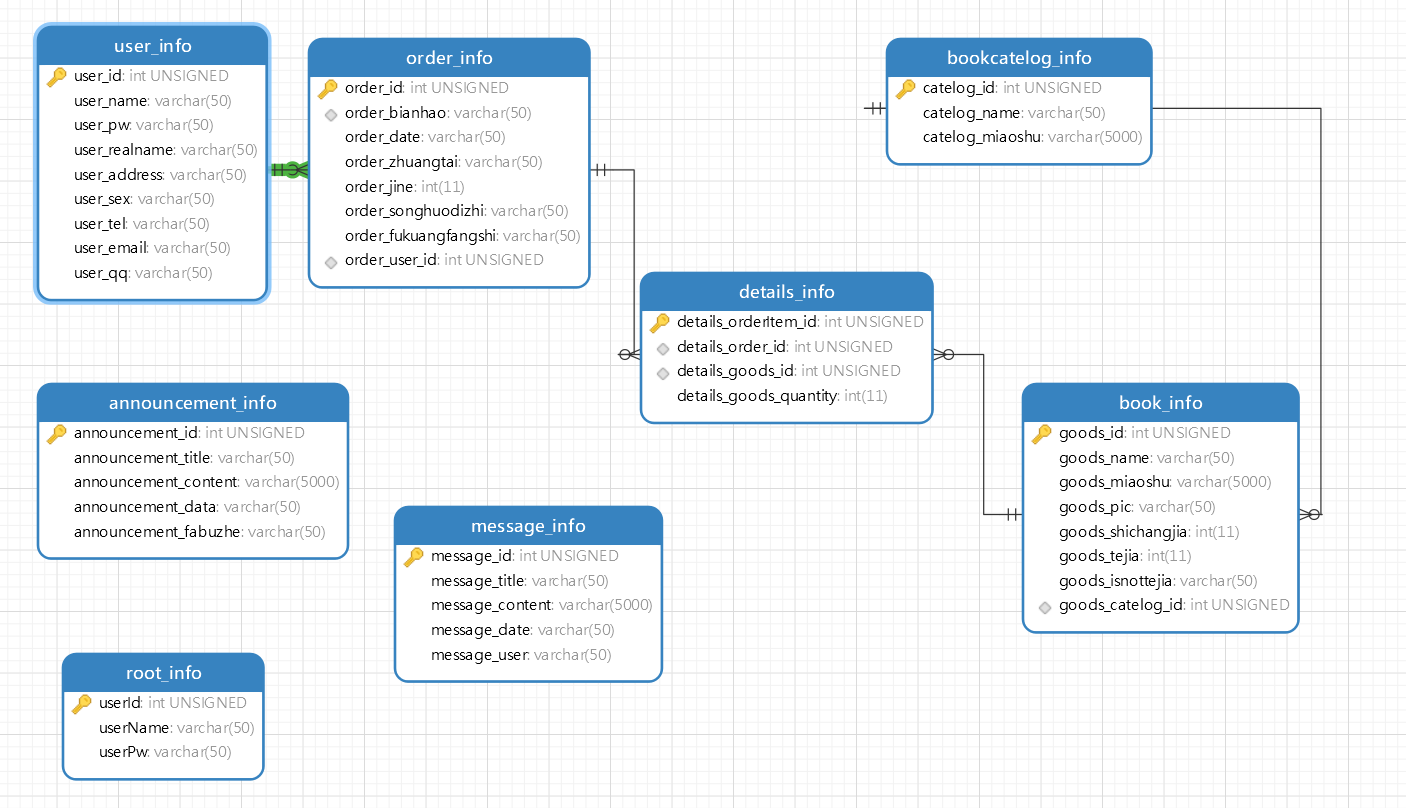 user_info
user_id: int UNSIGNED
user_name: varchar(50)
user_pw: varchar(50)
user_realname: varchar(50)
user_address: varchar(50)
user_sex: varchar(50)
user_tel: varchar(50)
user_email: varchar(50)
user_qq: varchar(50)
order_info
order_id: int UNSIGNED
order_bianhao: varchar(50)
order_date: varchar(50)
order_zhuangtai: varchar(50)
order_jine: int(11)
order_songhuodizhi: varchar(50)
order_fukuangfangshi: varchar(50)
order_user_id: int UNSIGNED
bookcatelog_info
catelog_id: int UNSIGNED
catelog_name: varchar(50)
catelog_miaoshu: varchar(5000)
details_info
details_orderItem_id: int UNSIGNED
details_order_id: int UNSIGNED
details_goods_id: int UNSIGNED
details_goods_quantity: int(11)
announcement_info
announcement_id: int UNSIGNED
announcement_title: varchar(50)
announcement_content: varchar(5000)
announcement_data: varchar(50)
announcement_fabuzhe: varchar(50)
book_info
goods_id: int UNSIGNED
goods_name: varchar(50)
goods_miaoshu: varchar(5000)
goods_pic: varchar(50)
goods_shichangjia: int(11)
goods_tejia: int(11)
goods_isnottejia: varchar(50)
goods_catelog_id: int UNSIGNED
message_info
message_id: int UNSIGNED
message_title: varchar(50)
message_content: varchar(5000)
message_date: varchar(50)
message_user: varchar(50)
root_info
userId: int UNSIGNED
userName: varchar(50)
userPw: varchar(50)